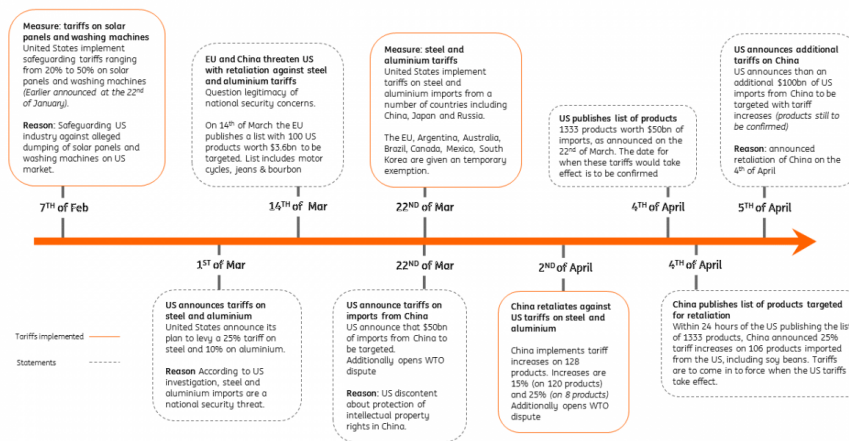 Measure: tariffs on solar
panels and washing machines
United States implement
safeguarding tariffs ranging
from 20% to 50% on solar
panels and washing machines
(Earlier announced at the 22nd
of January).
Reason: Safeguarding US
industry against alleged
dumping of solar panels and
washing machines on US
market.
EU and China threaten US
with retaliation against steel
and aluminium tariffs
Question legitimacy of
national security concerns.
On 14th of March the EU
publishes a list with 100 US
products worth $3.6bn to be
targeted. List includes motor
cycles, jeans & bourbon
Measure: steel and
aluminium tariffs
United States implement
tariffs on steel and
aluminium imports from a
number of countries including
China, Japan and Russia.
The EU, Argentina, Australia,
Brazil, Canada, Mexico, South
Korea are given an temporary
exemption.
US publishes list of products
1333 products worth $50bn of
imports, as announced on the
22nd of March. The date for
when these tariffs would take
effect is to be confirmed
US announces additional
tariffs on China
US announces than an
additional $100bn of US
imports from China to be
targeted with tariff
increases (products still to
be confirmed)
Reason: announced
retaliation of China on the
4th of April
7TH of Feb
14TH of Mar
22ND of Mar
4TH of April
5TH of April
1ST of Mar
22ND of Mar
2ND of April
4TH of April
US announces tariffs on
steel and aluminium
United States announce its
plan to levy a 25% tariff on
steel and 10% on aluminium.
Reason According to US
investigation, steel and
aluminium imports are a
national security threat.
US announce tariffs on
imports from China
US announce that $50bn
of imports from China to
be targeted.
Additionally opens WTO
dispute
Reason: US discontent
about protection of
intellectual property
rights in China.
China retaliates against
US tariffs on steel and
aluminium
China implements tariff
increases on 128
products. Increases are
15% (on 120 products)
and 25% (on 8 products)
Additionally opens WTO
dispute
China publishes list of products targeted
for retaliation
Within 24 hours of the US publishing the list
of 1333 products, China announced 25%
tariff increases on 106 products imported
from the US, including soy beans. Tariffs
are to come in to force when the US tariffs
take effect.
Tariffs implemented
Statements